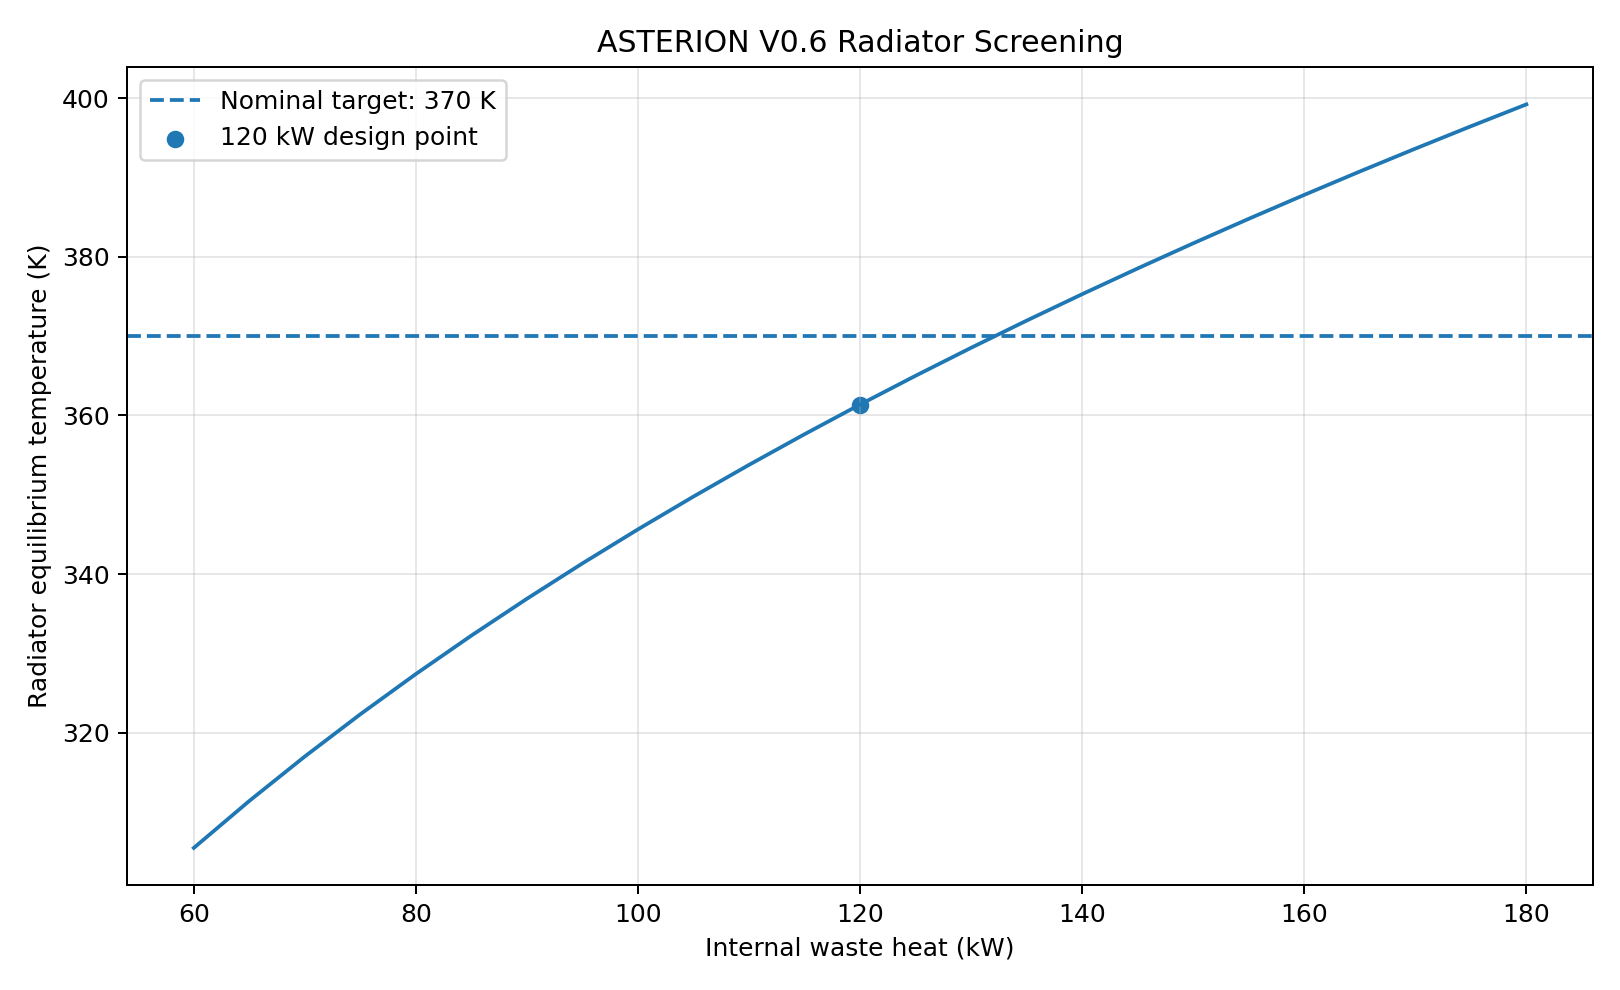 ASTERION V0.6 Radiator Screening
Nominal target: 370 K
120 kW design point
Radiator equilibrium temperature (K)
400
380
360
340
320
60 80 100 120 140 160 180
Internal waste heat (kW)